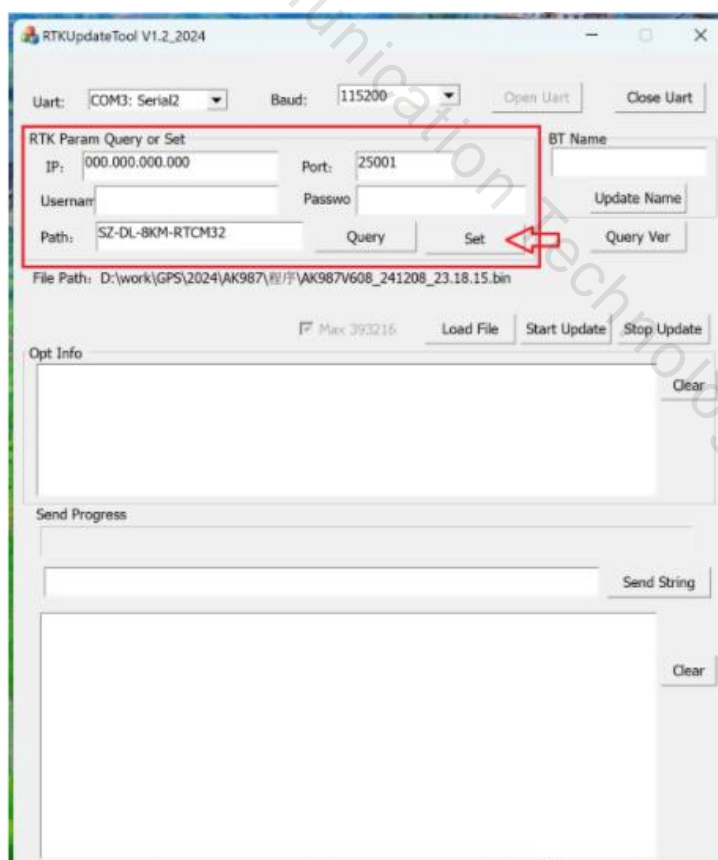 RTKUpdateTool V1.2_2024
Uart: COM3: Serial2 Baud: 115200 Open Uart Close Uart
RTK Param Query or Set BT Name
IP: 000.000.000.000 Port: 25001
Usernam Passwo Update Name
Path: SZ-DL-8KM-RTCM32 Query Set Query Ver
File Path: D:\work\GPS\2024\AK987\程序\AK987V608_241208_23.18.15.bin
Max 393216 Load File Start Update Stop Update
Opt Info
Clear
Send Progress
Send String
Clear
munication Technolog